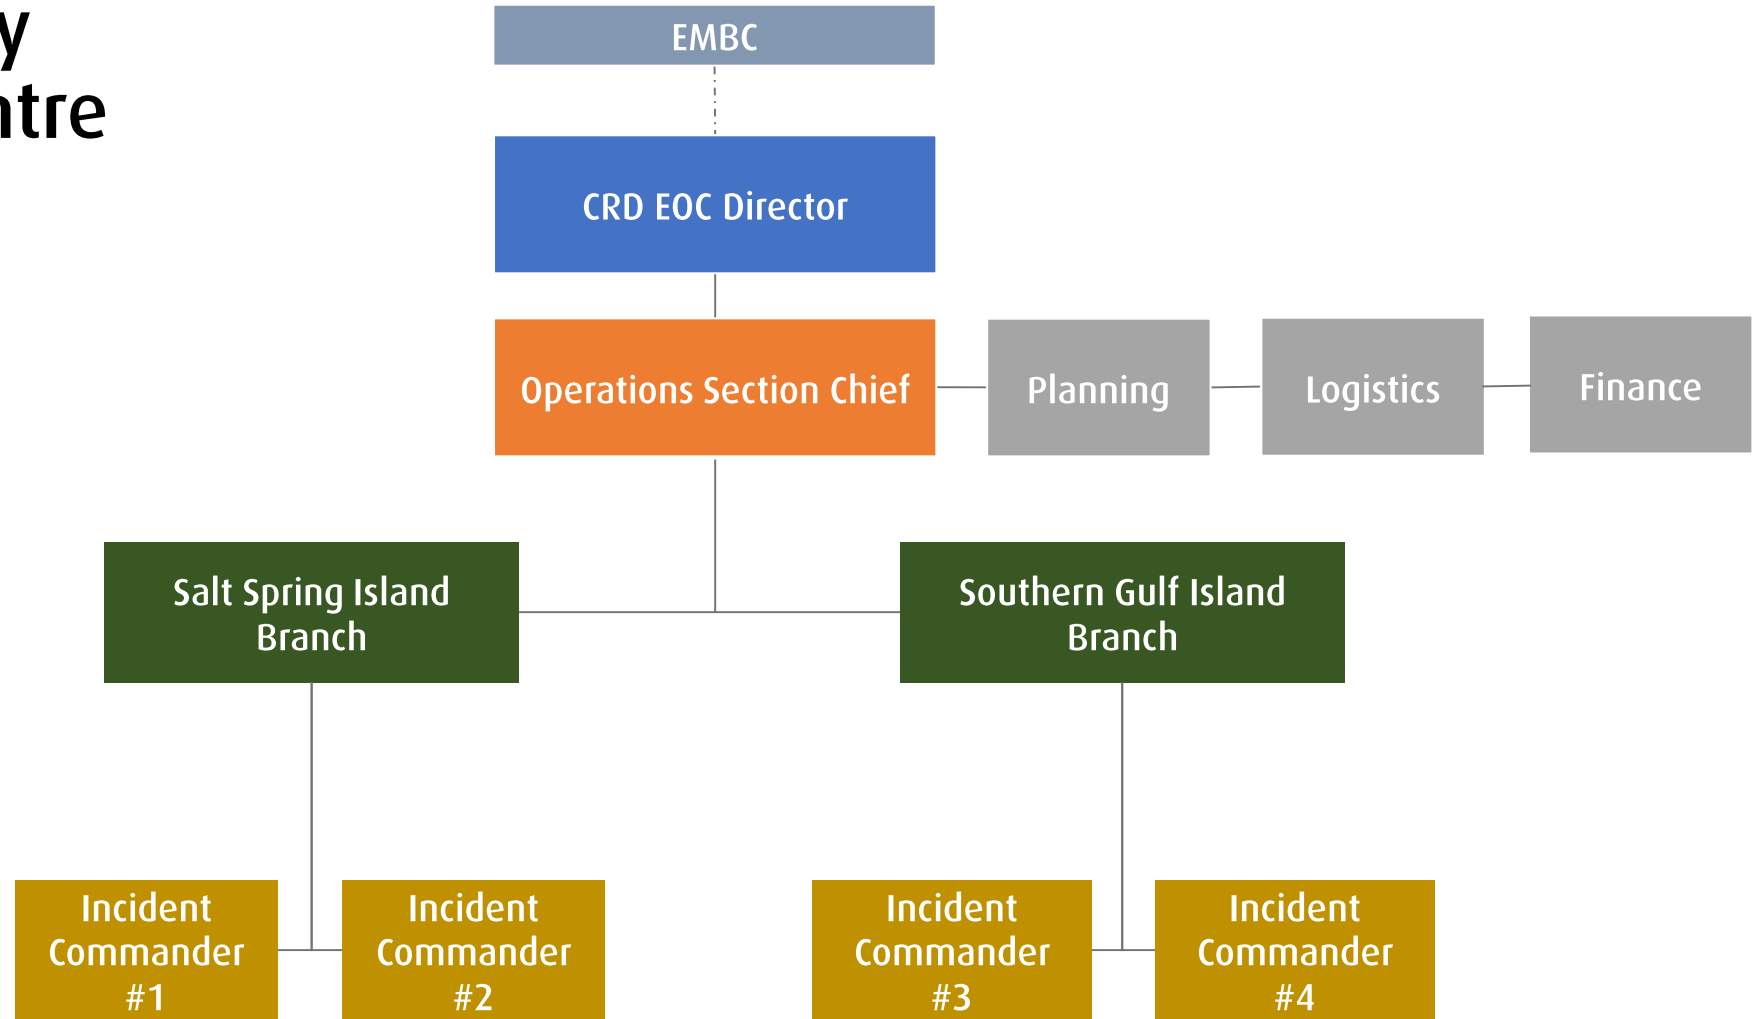 y
ntre
EMBC
CRD EOC Director
Operations Section Chief
Planning
Logistics
Finance
Salt Spring Island
Branch
Southern Gulf Island
Branch
Incident
Commander
#1
Incident
Commander
#2
Incident
Commander
#3
Incident
Commander
#4